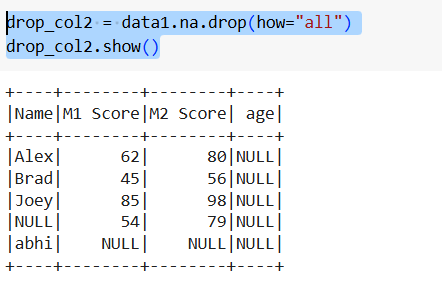 drop_col2 = data1.na.drop(how="all")
drop_col2.show()
+----+--------+--------+----+
|Name|M1 Score|M2 Score| age|
+----+--------+--------+----+
|Alex|      62|      80|NULL|
|Brad|      45|      56|NULL|
|Joey|      85|      98|NULL|
|NULL|      54|      79|NULL|
|abhi|    NULL|    NULL|NULL|
+----+--------+--------+----+